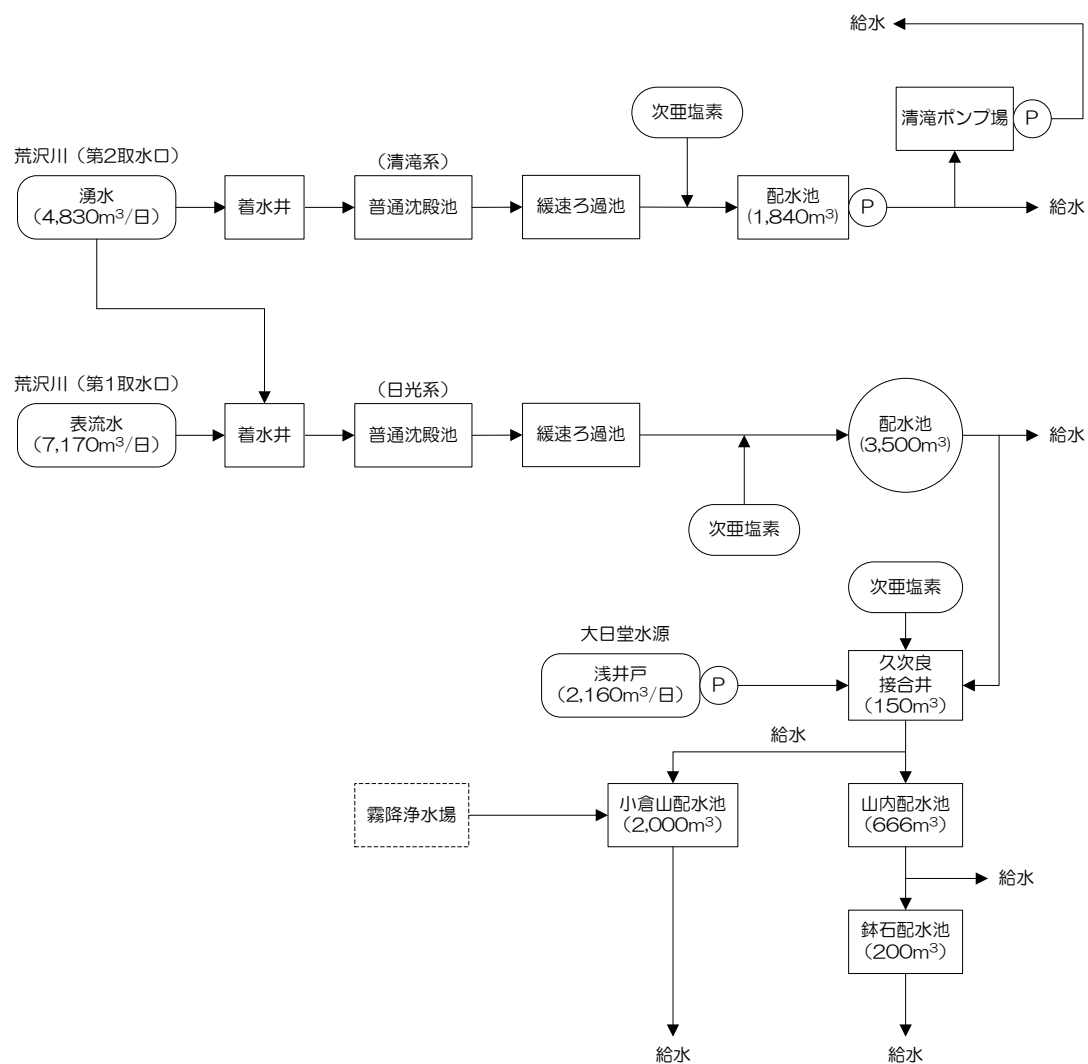 給水
次亜塩素
清滝ポンプ場
P
荒沢川（第2取水口）
（清滝系）
湧水
（4,830m³/日）
着水井
普通沈殿池
緩速ろ過池
配水池
(1,840m³)
P
給水
荒沢川（第1取水口）
（日光系）
表流水
（7,170m³/日）
着水井
普通沈殿池
緩速ろ過池
配水池
(3,500m³)
給水
次亜塩素
次亜塩素
大日堂水源
浅井戸
（2,160m³/日）
P
久次良
接合井
（150m³）
給水
霧降浄水場
小倉山配水池
（2,000m³）
山内配水池
（666m³）
給水
鉢石配水池
（200m³）
給水
給水